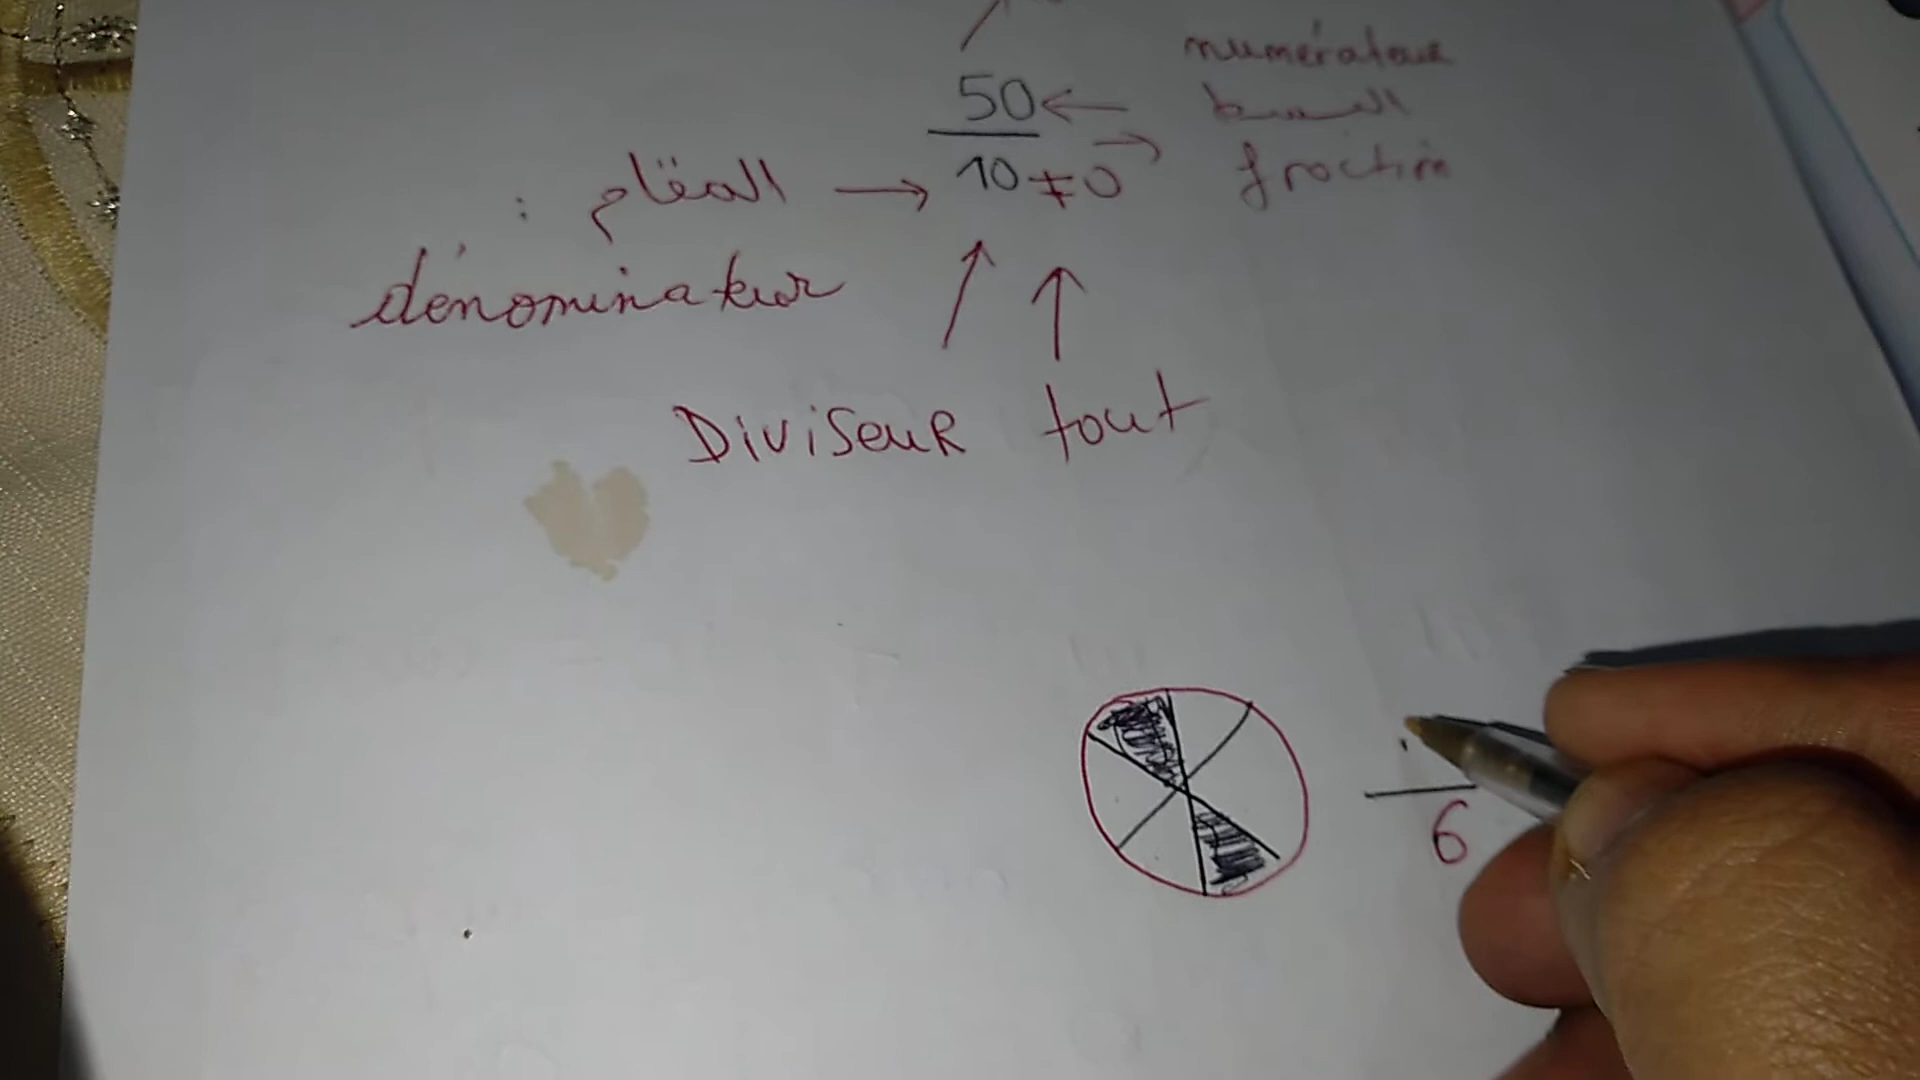 numérateur
50 ← البسط
المقام → 10 ≠ 0 → fraction
:
dénominateur
Diviseur tout
6